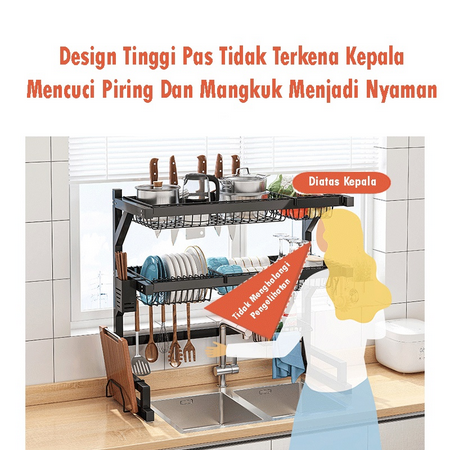 Design Tinggi Pas Tidak Terkena Kepala
Mencuci Piring Dan Mangkuk Menjadi Nyaman
Diatas Kepala
Tidak Menghalangi
Pengelihatan